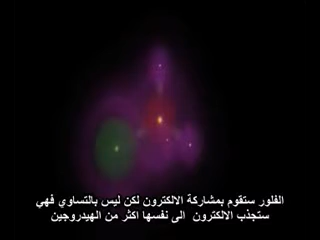 الفلور ستقوم بمشاركة الالكترون لكن ليس بالتساوي فهي
ستجذب الالكترون الى نفسها اكثر من الهيدروجين